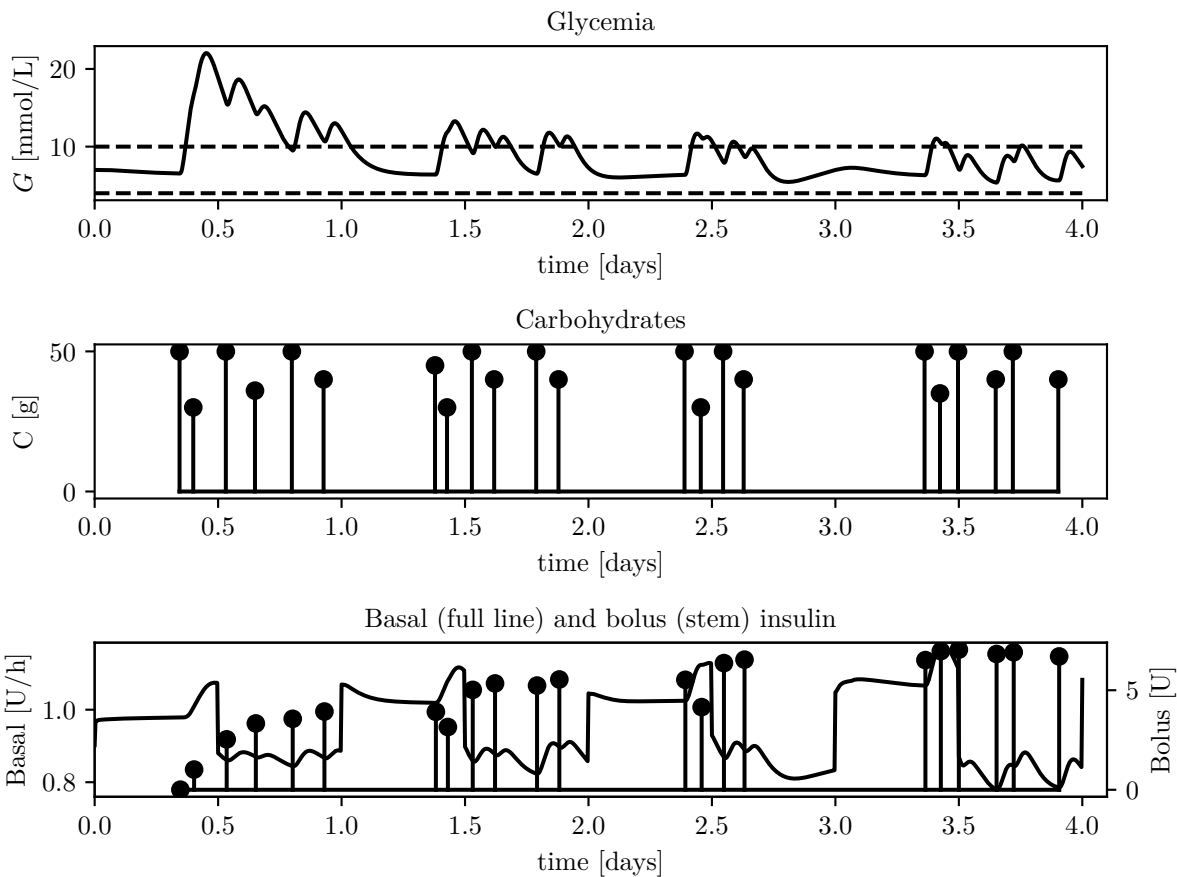 Glycemia
G [mmol/L]
20
10
0.0 0.5 1.0 1.5 2.0 2.5 3.0 3.5 4.0
time [days]
Carbohydrates
C [g]
50
0
0.0 0.5 1.0 1.5 2.0 2.5 3.0 3.5 4.0
time [days]
Basal (full line) and bolus (stem) insulin
Basal [U/h]
1.0
0.8
5
0
Bolus [U]
0.0 0.5 1.0 1.5 2.0 2.5 3.0 3.5 4.0
time [days]